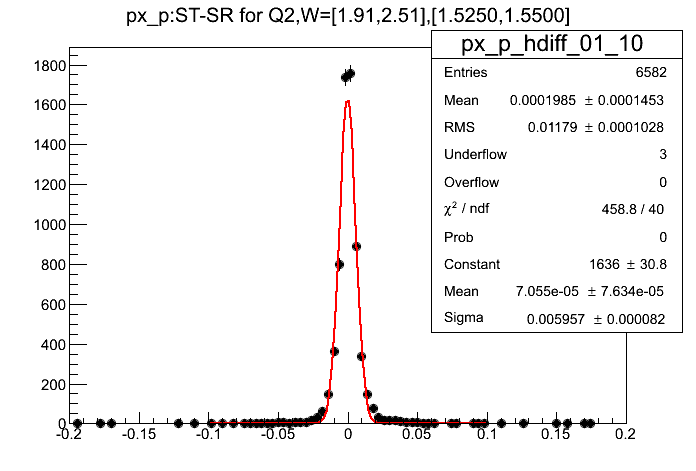 px_p:ST-SR for Q2,W=[1.91,2.51],[1.5250,1.5500]
px_p_hdiff_01_10
Entries 6582
Mean 0.0001985 ± 0.0001453
RMS 0.01179 ± 0.0001028
Underflow 3
Overflow 0
χ² / ndf 458.8 / 40
Prob 0
Constant 1636 ± 30.8
Mean 7.055e-05 ± 7.634e-05
Sigma 0.005957 ± 0.000082
1800
1600
1400
1200
1000
800
600
400
200
0
-0.2 -0.15 -0.1 -0.05 0 0.05 0.1 0.15 0.2